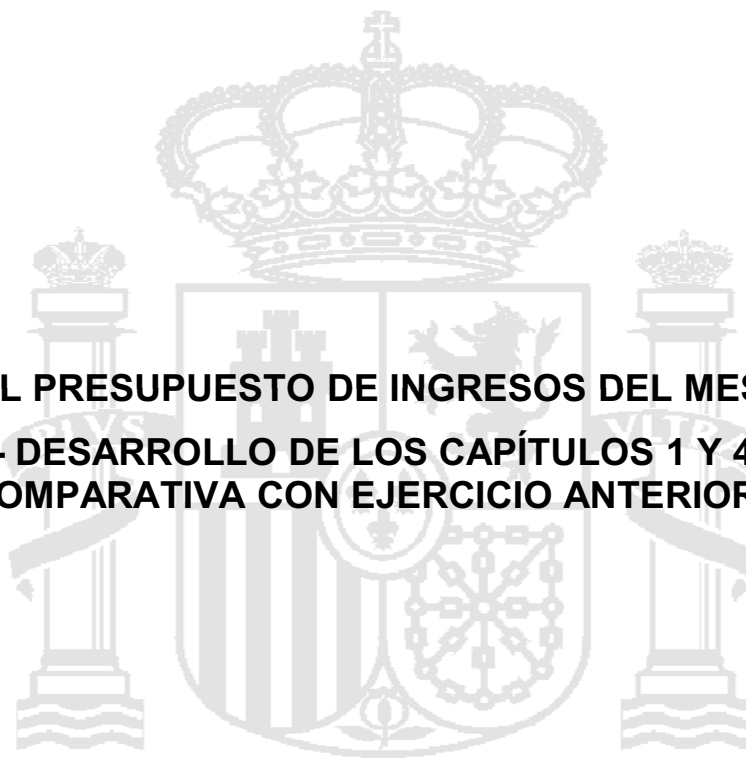 L PRESUPUESTO DE INGRESOS DEL MES
- DESARROLLO DE LOS CAPÍTULOS 1 Y 4
OMPARATIVA CON EJERCICIO ANTERIOR